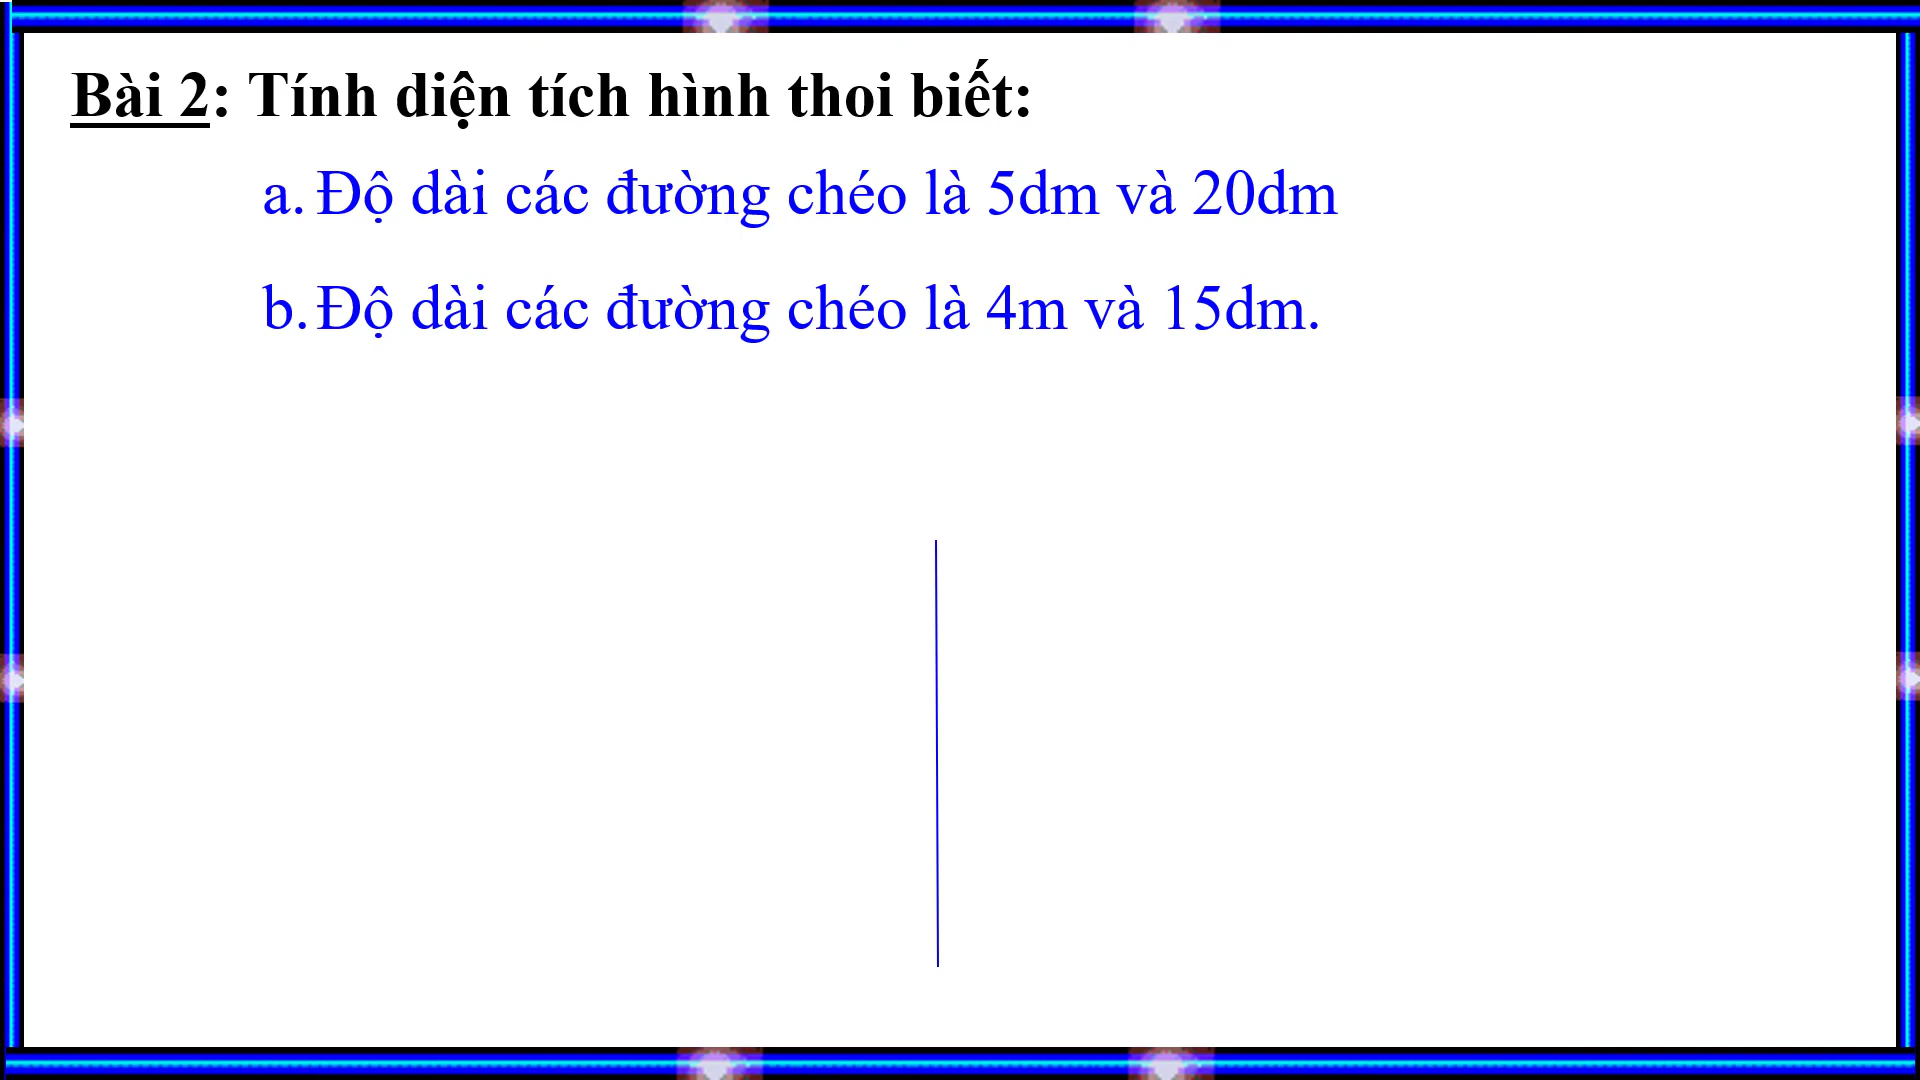 Bài 2: Tính diện tích hình thoi biết:
a. Độ dài các đường chéo là 5dm và 20dm
b. Độ dài các đường chéo là 4m và 15dm.